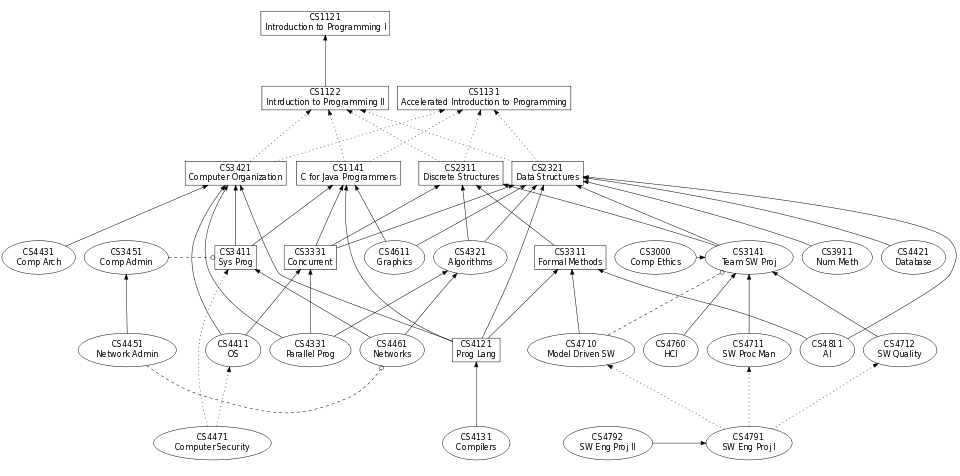 CS1121
Introduction to Programming I
CS1122
Intrduction to Programming II
CS1131
Accelerated Introduction to Programming
CS3421
Computer Organization
CS1141
C for Java Programmers
CS2311
Discrete Structures
CS2321
Data Structures
CS4431
Comp Arch
CS3451
Comp Admin
CS3411
Sys Prog
CS3331
Concurrent
CS4611
Graphics
CS4321
Algorithms
CS3311
Formal Methods
CS3000
Comp Ethics
CS3141
Team SW Proj
CS3911
Num Meth
CS4421
Database
CS4451
Network Admin
CS4411
OS
CS4331
Parallel Prog
CS4461
Networks
CS4121
Prog Lang
CS4710
Model Driven SW
CS4760
HCI
CS4711
SW Proc Man
CS4811
AI
CS4712
SW Quality
CS4471
Computer Security
CS4131
Compilers
CS4792
SW Eng Proj II
CS4791
SW Eng Proj I